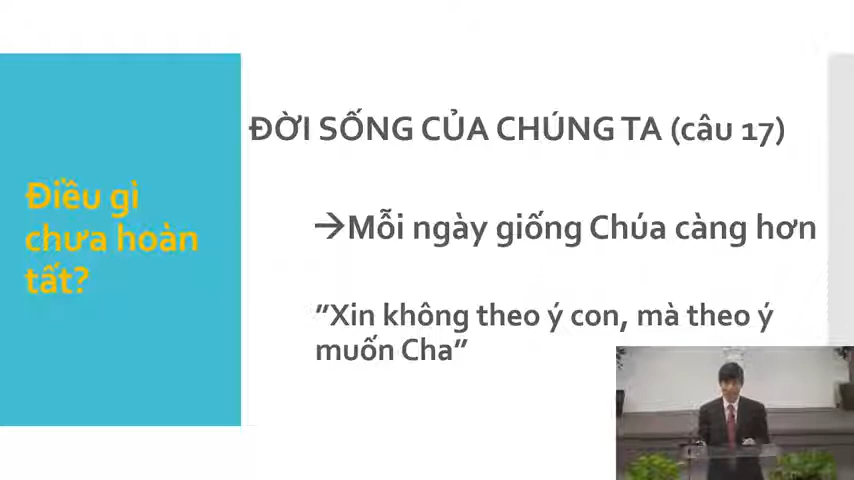 Điều gi
chưa hoàn
tất?
ĐỜI SỐNG CỦA CHÚNG TA (câu 17)
→Mỗi ngày giống Chúa càng hơn
"Xin không theo ý con, mà theo ý
muốn Cha"